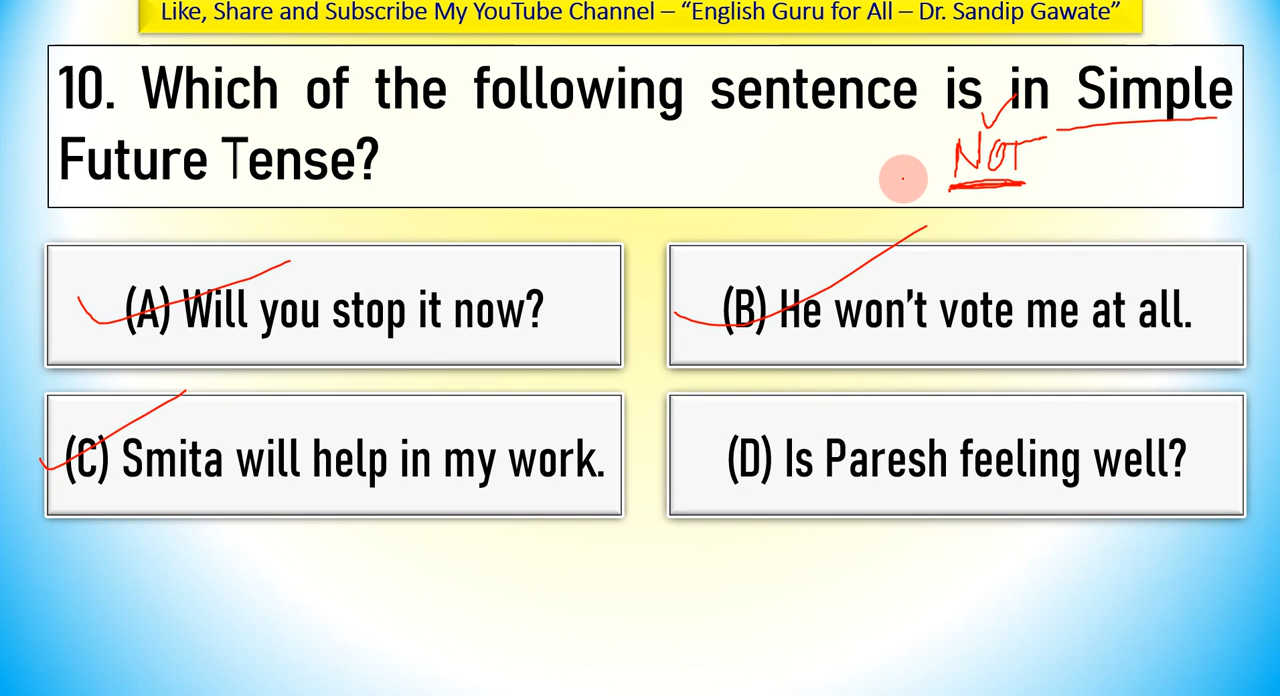 Like, Share and Subscribe My YouTube Channel – “English Guru for All – Dr. Sandip Gawate”
10. Which of the following sentence is in Simple
NOT
Future Tense?
(A) Will you stop it now?
(B) He won’t vote me at all.
(C) Smita will help in my work.
(D) Is Paresh feeling well?